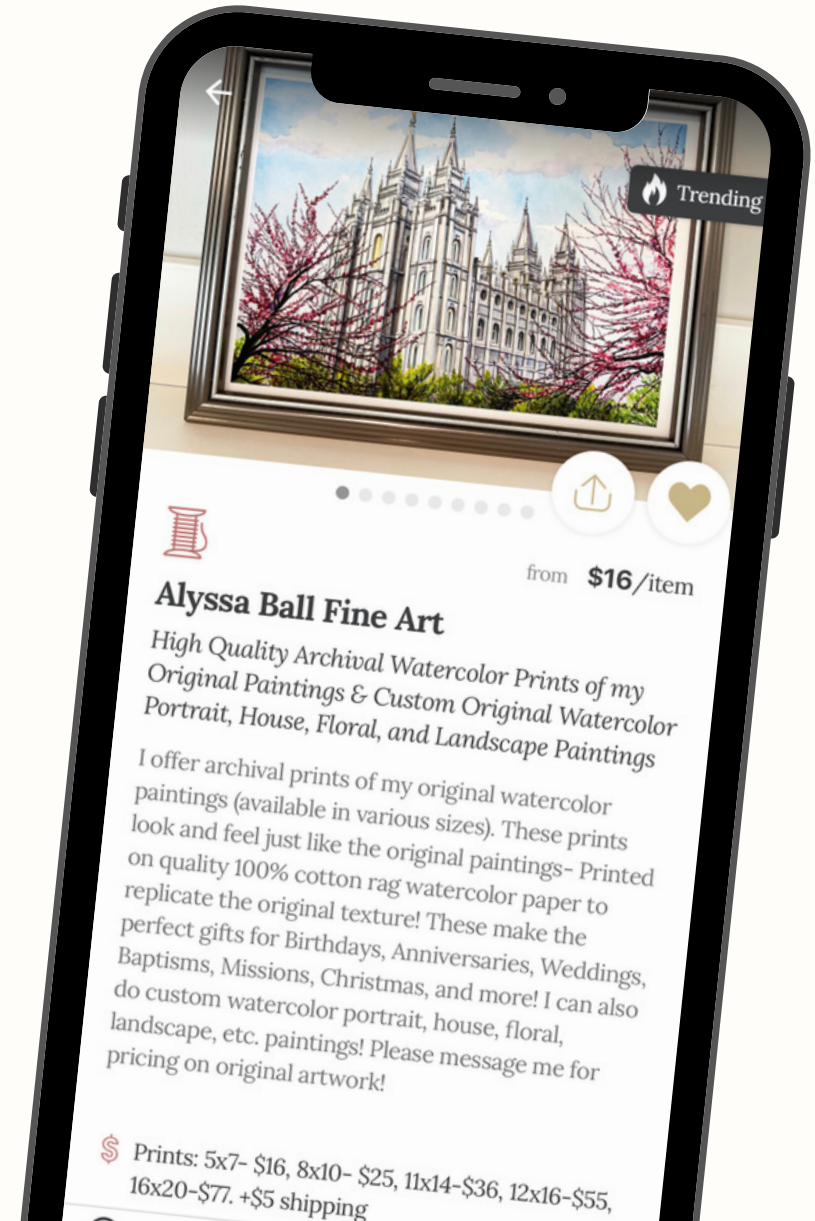 Trending
from $16/item
Alyssa Ball Fine Art
High Quality Archival Watercolor Prints of my
Original Paintings & Custom Original Watercolor
Portrait, House, Floral, and Landscape Paintings
I offer archival prints of my original watercolor
paintings (available in various sizes). These prints
look and feel just like the original paintings- Printed
on quality 100% cotton rag watercolor paper to
replicate the original texture! These make the
perfect gifts for Birthdays, Anniversaries, Weddings,
Baptisms, Missions, Christmas, and more! I can also
do custom watercolor portrait, house, floral,
landscape, etc. paintings! Please message me for
pricing on original artwork!
$ Prints: 5x7- $16, 8x10- $25, 11x14-$36, 12x16-$55,
16x20-$77. +$5 shipping